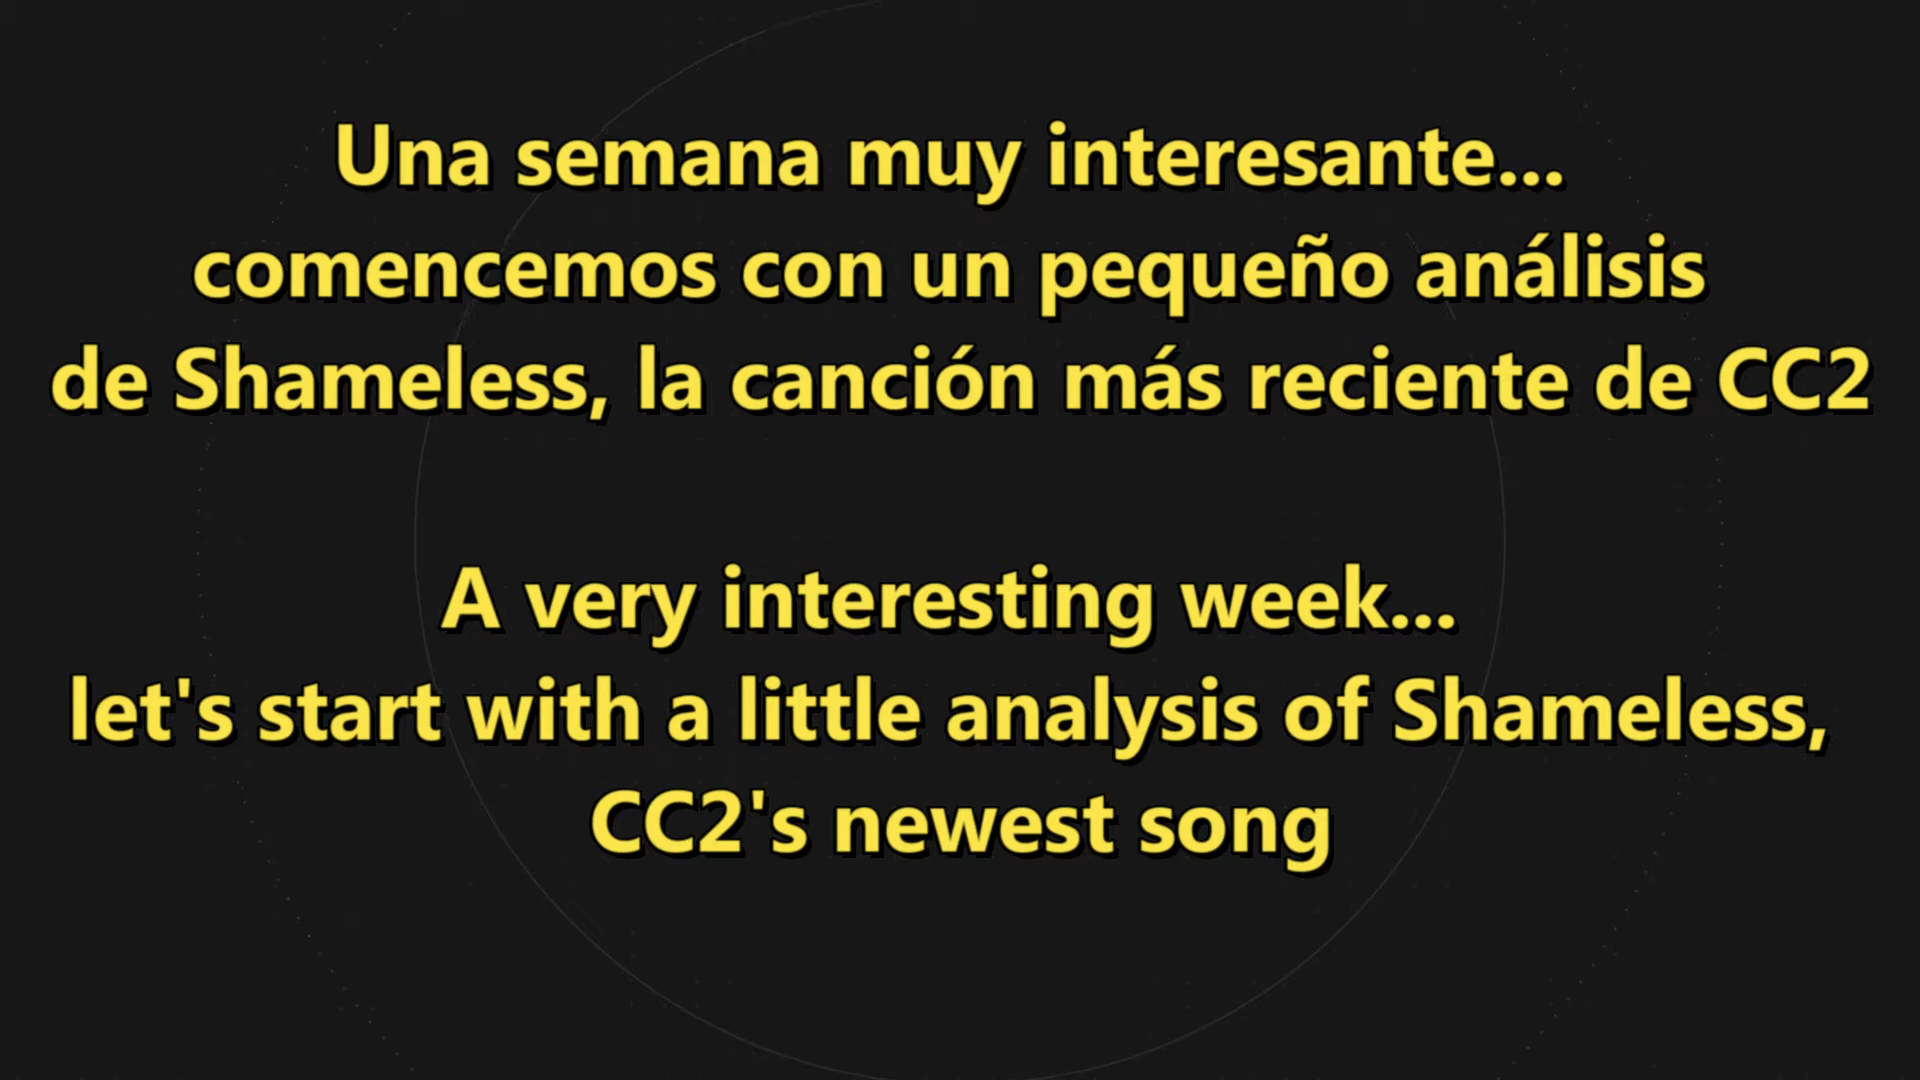 Una semana muy interesante...
comencemos con un pequeño análisis
de Shameless, la canción más reciente de CC2
A very interesting week...
let's start with a little analysis of Shameless,
CC2's newest song